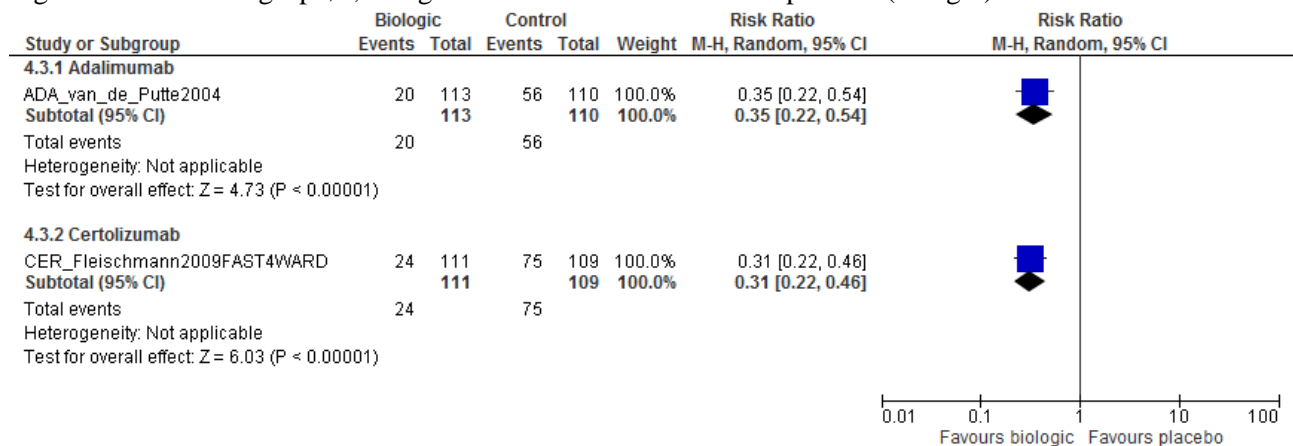 Biologic Control Risk Ratio Risk Ratio
Study or Subgroup Events Total Events Total Weight M-H, Random, 95% CI M-H, Random, 95% CI
4.3.1 Adalimumab
ADA_van_de_Putte2004 20 113 56 110 100.0% 0.35 [0.22, 0.54]
Subtotal (95% CI) 113 110 100.0% 0.35 [0.22, 0.54]
Total events 20 56
Heterogeneity: Not applicable
Test for overall effect: Z = 4.73 (P < 0.00001)
4.3.2 Certolizumab
CER_Fleischmann2009FAST4WARD 24 111 75 109 100.0% 0.31 [0.22, 0.46]
Subtotal (95% CI) 111 109 100.0% 0.31 [0.22, 0.46]
Total events 24 75
Heterogeneity: Not applicable
Test for overall effect: Z = 6.03 (P < 0.00001)
0.01 0.1 1 10 100
Favours biologic Favours placebo